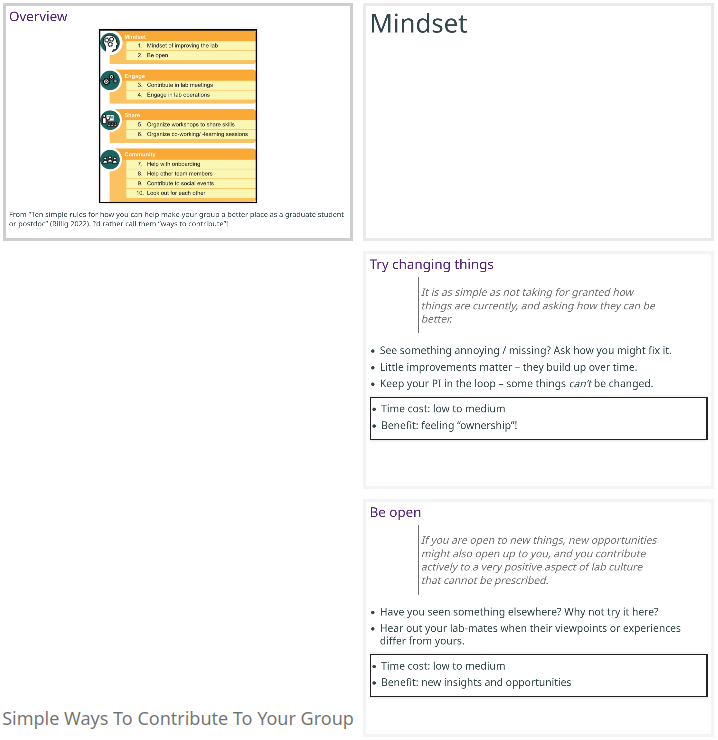 Overview
Mindset
1. Mindset of improving the lab
2. Be open
Engage
3. Contribute in lab meetings
4. Engage in lab operations
Share
5. Organize workshops to share skills
6. Organize co-working/ -learning sessions
Community
7. Help with onboarding
8. Help other team members
9. Contribute to social events
10. Look out for each other
From “Ten simple rules for how you can help make your group a better place as a graduate student
or postdoc” (Rillig 2022). I’d rather call them “ways to contribute”!
Mindset
Try changing things
It is as simple as not taking for granted how
things are currently, and asking how they can be
better.
• See something annoying / missing? Ask how you might fix it.
• Little improvements matter – they build up over time.
• Keep your PI in the loop – some things can’t be changed.
• Time cost: low to medium
• Benefit: feeling “ownership”!
Be open
If you are open to new things, new opportunities
might also open up to you, and you contribute
actively to a very positive aspect of lab culture
that cannot be prescribed.
• Have you seen something elsewhere? Why not try it here?
• Hear out your lab-mates when their viewpoints or experiences
differ from yours.
• Time cost: low to medium
• Benefit: new insights and opportunities
Simple Ways To Contribute To Your Group